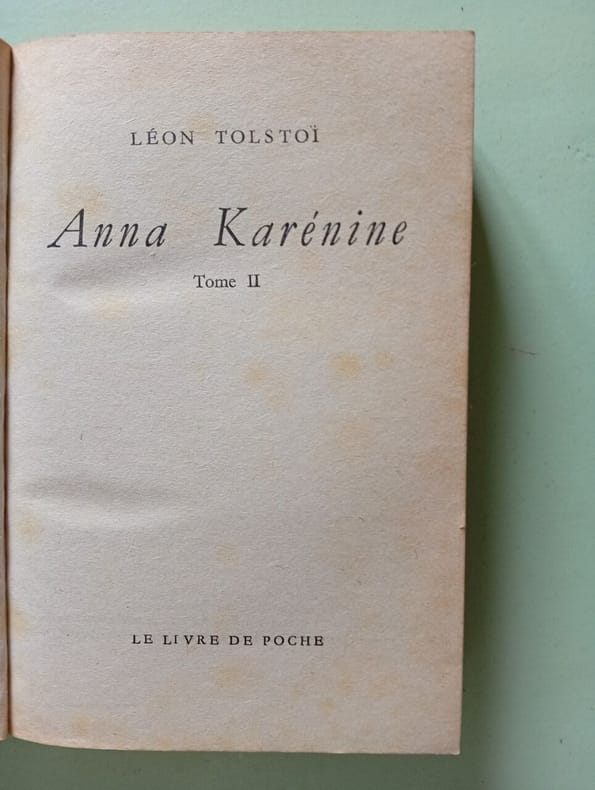 LÉON TOLSTOÏ
Anna Karénine
Tome II
LE LIVRE DE POCHE